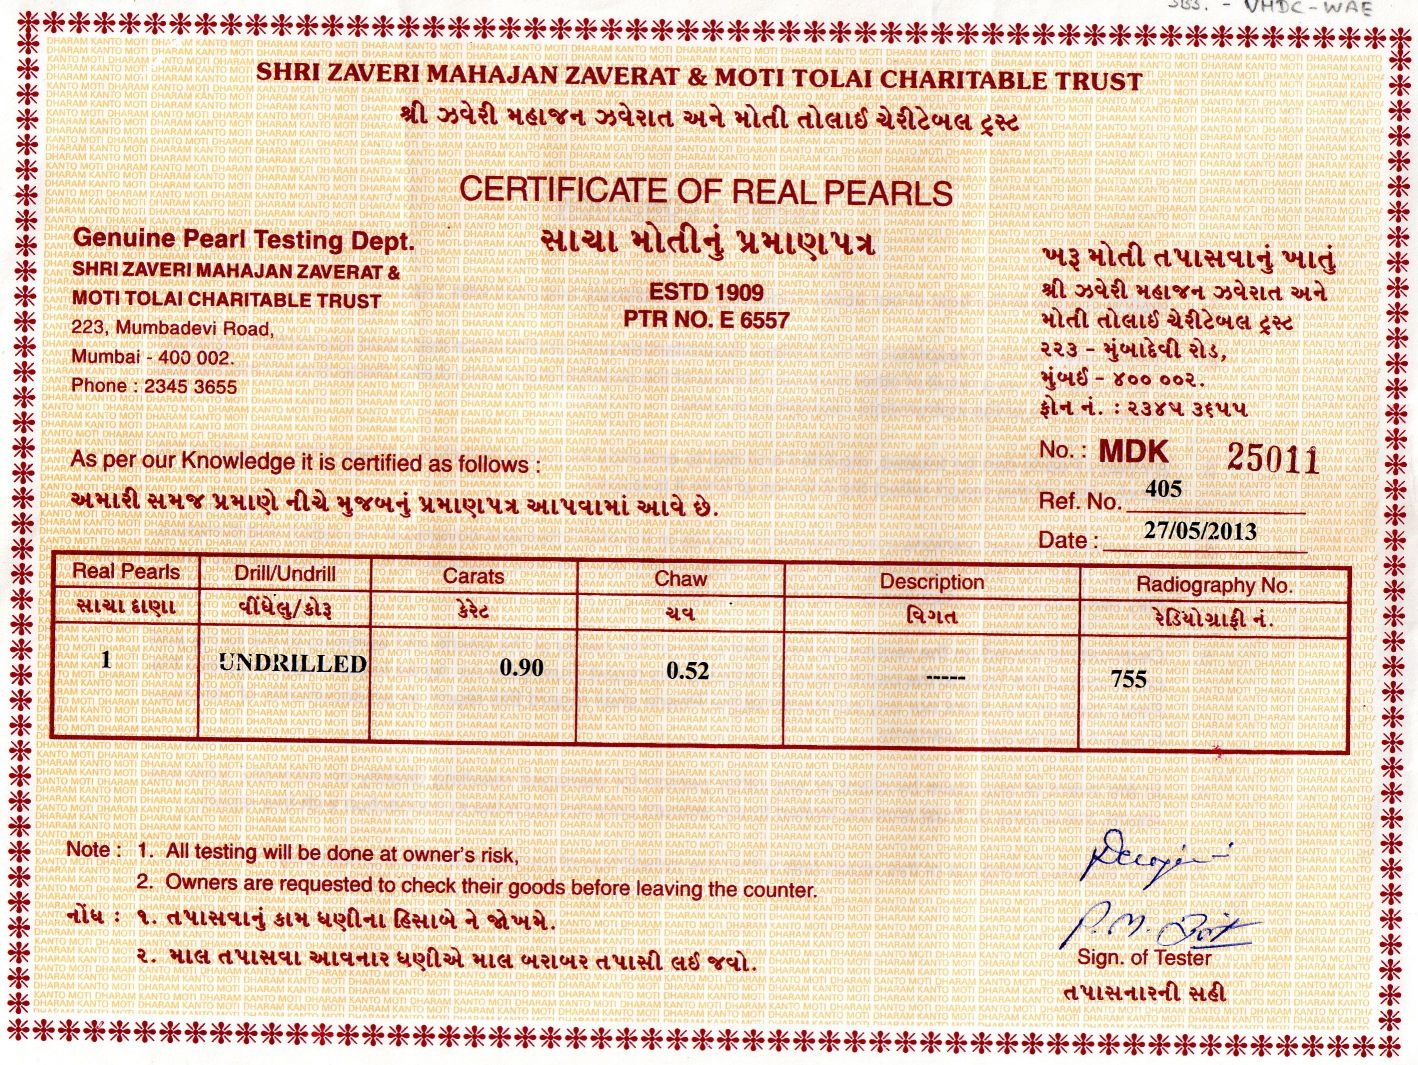 SHRI ZAVERI MAHAJAN ZAVERAT & MOTI TOLAI CHARITABLE TRUST
શ્રી ઝવેરી મહાજન ઝવેરાત અને મોતી તોલાઈ ચેરીટેબલ ટ્રસ્ટ
CERTIFICATE OF REAL PEARLS
સાચા મોતીનું પ્રમાણપત્ર
ESTD 1909
PTR NO. E 6557
Genuine Pearl Testing Dept.
SHRI ZAVERI MAHAJAN ZAVERAT &
MOTI TOLAI CHARITABLE TRUST
223, Mumbadevi Road,
Mumbai - 400 002.
Phone : 2345 3655
ખરૂ મોતી તપાસવાનું ખાતું
શ્રી ઝવેરી મહાજન ઝવેરાત અને
મોતી તોલાઈ ચેરીટેબલ ટ્રસ્ટ
૨૨૩ - મુંબાદેવી રોડ,
મુંબઈ - ૪૦૦ ૦૦૨.
ફોન નં. : ૨૩૪૫ ૩૬૫૫
No. : MDK 25011
Ref. No. 405
Date : 27/05/2013
As per our Knowledge it is certified as follows :
અમારી સમજ પ્રમાણે નીચે મુજબનું પ્રમાણપત્ર આપવામાં આવે છે.
Real Pearls Drill/Undrill Carats Chaw Description Radiography No.
સાચા દાણા વીંધેલુ/કોરૂ કેરેટ ચવ વિગત રેડિયોગ્રાફી નં.
1 UNDRILLED 0.90 0.52 ----- 755
Note : 1. All testing will be done at owner's risk,
2. Owners are requested to check their goods before leaving the counter.
નોંધ : ૧. તપાસવાનું કામ ધણીના હિસાબે ને જોખમે.
૨. માલ તપાસવા આવનાર ધણીએ માલ બરાબર તપાસી લઈ જવો.
Sign. of Tester
તપાસનારની સહી